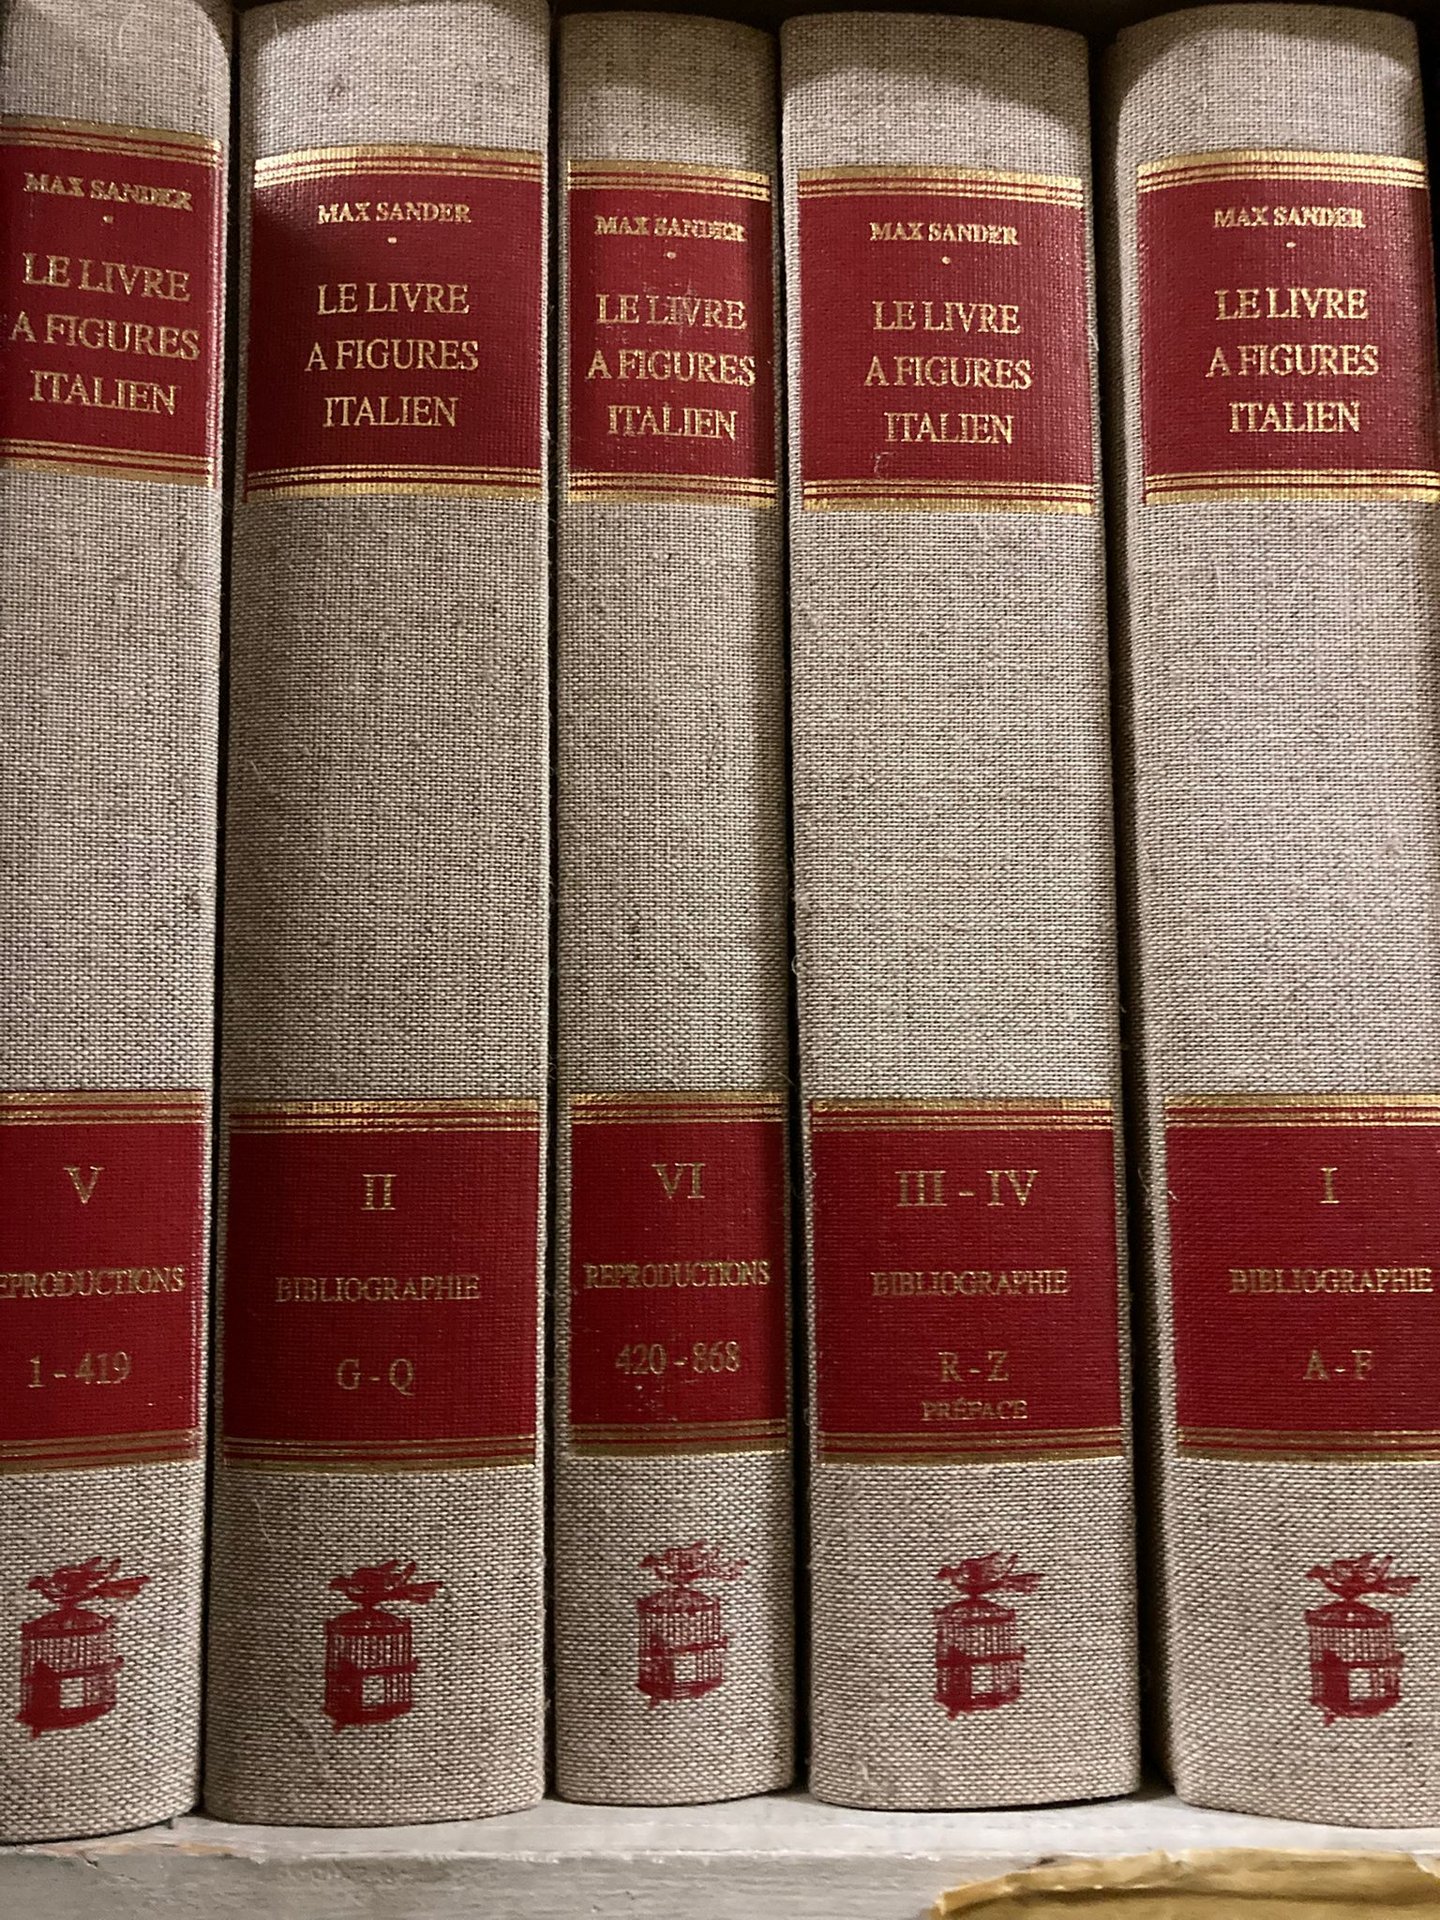 MAX SANDER
LE LIVRE
A FIGURES
ITALIEN
V
EPRODUCTIONS
1 - 419
MAX SANDER
LE LIVRE
A FIGURES
ITALIEN
II
BIBLIOGRAPHIE
G - Q
MAX SANDER
LE LIVRE
A FIGURES
ITALIEN
VI
REPRODUCTIONS
420 - 868
MAX SANDER
LE LIVRE
A FIGURES
ITALIEN
III - IV
BIBLIOGRAPHIE
R - Z
PRÉFACE
MAX SANDER
LE LIVRE
A FIGURES
ITALIEN
I
BIBLIOGRAPHIE
A - F